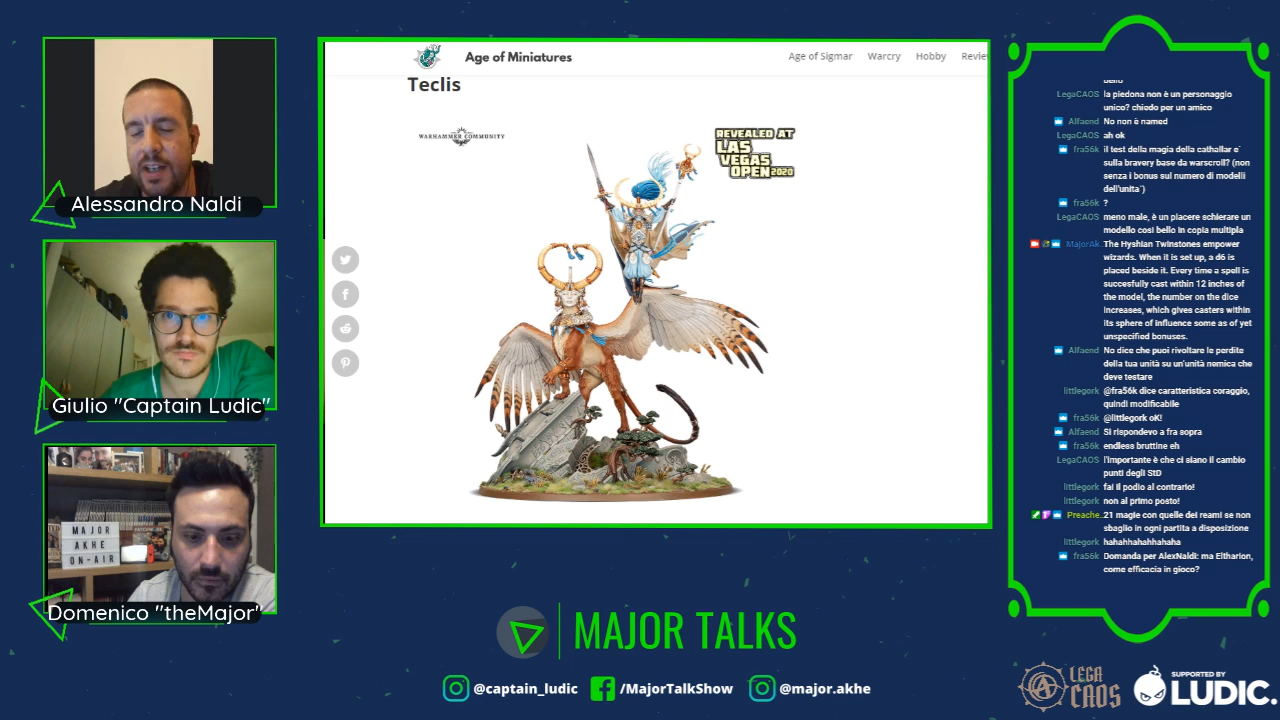 Alessandro Naldi
Giulio "Captain Ludic"
MAJOR
AKHE
ON-AIR
Domenico "theMajor"
Age of Miniatures
Age of Sigmar Warcry Hobby
Teclis
WARHAMMER COMMUNITY
REVEALED AT
LAS
VEGAS
OPEN 2020
LegaCAOS la piedona non è un personaggio
unico? chiedo per un amico
Alfaend No non è named
LegaCAOS ah ok
fra56k il test della magia della cathallar e`
sulla bravery base da warscroll? (non
senza i bonus sul numero di modelli
dell'unita`)
fra56k ?
LegaCAOS meno male, è un piacere schierare un
modello cosi bello in copia multipla
MajorAk.. The Hyshian Twinstones empower
wizards. When it is set up, a d6 is
placed beside it. Every time a spell is
succesfully cast within 12 inches of
the model, the number on the dice
increases, which gives casters within
its sphere of influence some as of yet
unspecified bonuses.
Alfaend No dice che puoi rivoltare le perdite
della tua unità su un'unità nemica che
deve testare
littlegork @fra56k dice caratteristica coraggio,
quindi modificabile
fra56k @littlegork oK!
Alfaend Si rispondevo a fra sopra
fra56k endless bruttine eh
LegaCAOS l'importante è che ci siano il cambio
punti degli StD
littlegork fai il podio al contrario!
littlegork non al primo posto!
Preache.. 21 magie con quelle dei reami se non
sbaglio in ogni partita a disposizione
littlegork hahahhahahhahaha
fra56k Domanda per AlexNaldi: ma Eltharion,
come efficacia in gioco?
MAJOR TALKS
@captain_ludic /MajorTalkShow @major.akhe
LEGA
CAOS
SUPPORTED BY
LUDIC.